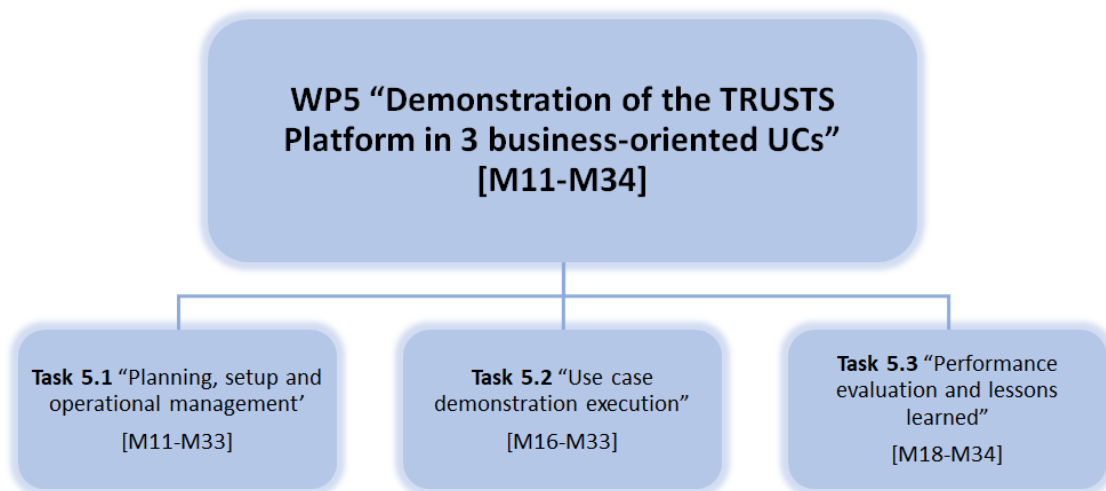 WP5 “Demonstration of the TRUSTS
Platform in 3 business-oriented UCs”
[M11-M34]
Task 5.1 “Planning, setup and
operational management’
[M11-M33]
Task 5.2 “Use case
demonstration execution”
[M16-M33]
Task 5.3 “Performance
evaluation and lessons
learned”
[M18-M34]